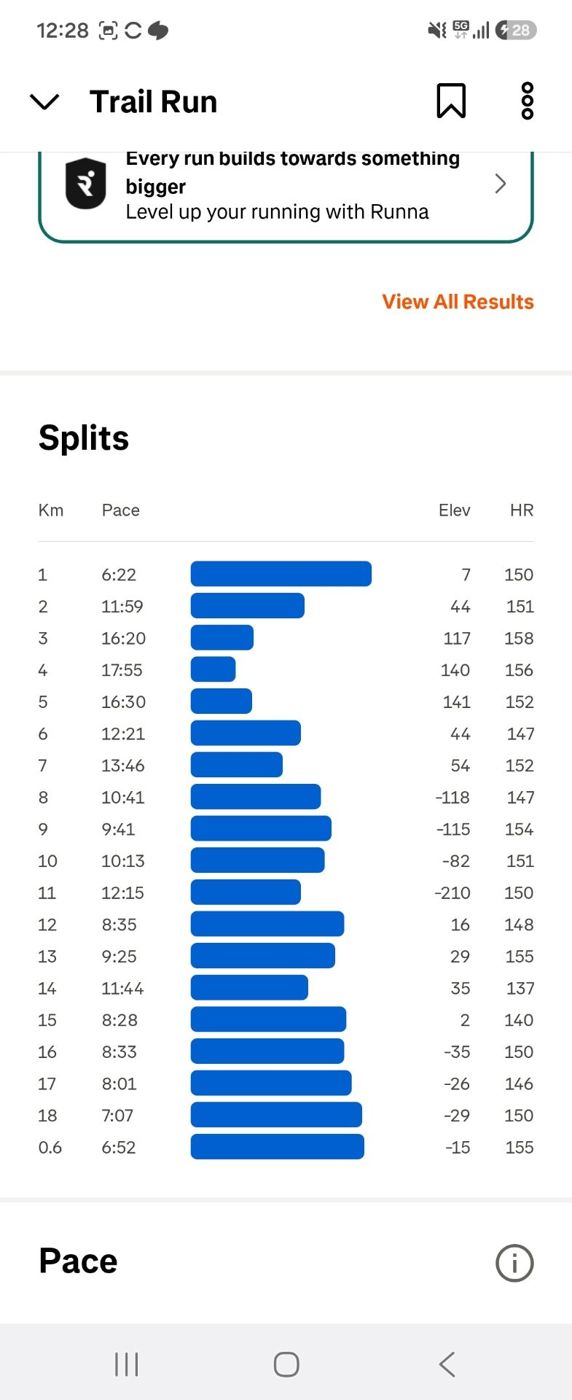 12:28 5G 28
Trail Run
Every run builds towards something
bigger
Level up your running with Runna
View All Results
Splits
Km Pace Elev HR
1 6:22 7 150
2 11:59 44 151
3 16:20 117 158
4 17:55 140 156
5 16:30 141 152
6 12:21 44 147
7 13:46 54 152
8 10:41 -118 147
9 9:41 -115 154
10 10:13 -82 151
11 12:15 -210 150
12 8:35 16 148
13 9:25 29 155
14 11:44 35 137
15 8:28 2 140
16 8:33 -35 150
17 8:01 -26 146
18 7:07 -29 150
0.6 6:52 -15 155
Pace